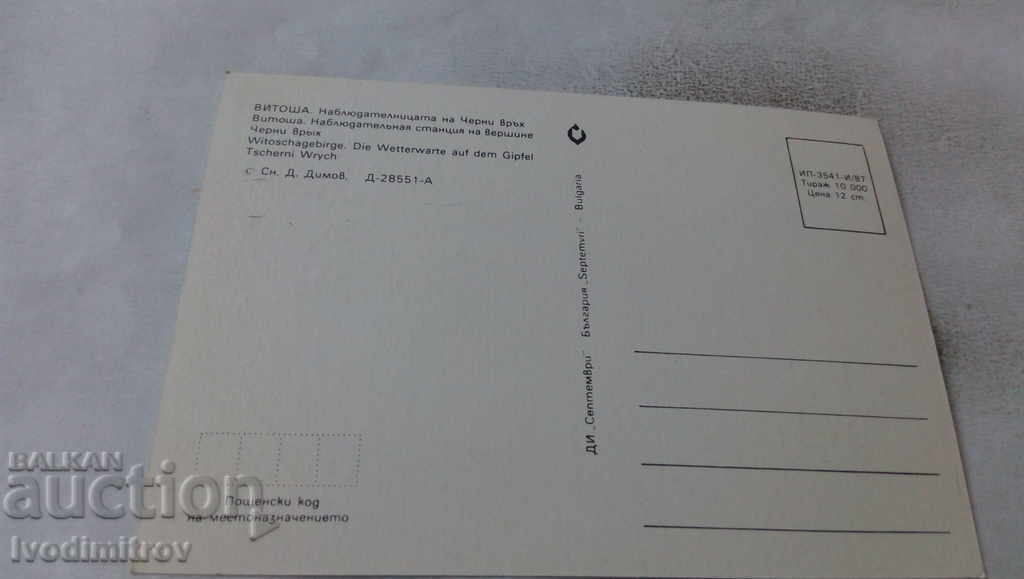 ВИТОША. Наблюдателницата на Черни връх
Витоша. Наблюдательная станция на вершине
Черни врых
Witoschagebirge. Die Wetterwarte auf dem Gipfel
Tscherni Wrych
© Сн. Д. Димов. Д-28551-А
ДИ „Септември" България „Septemvri" – Bulgaria
ИП-3541-И/87
Тираж 10 000
Цена 12 ст.
Пощенски код
на местоназначението
BALKAN
auction
Ivodimitrov